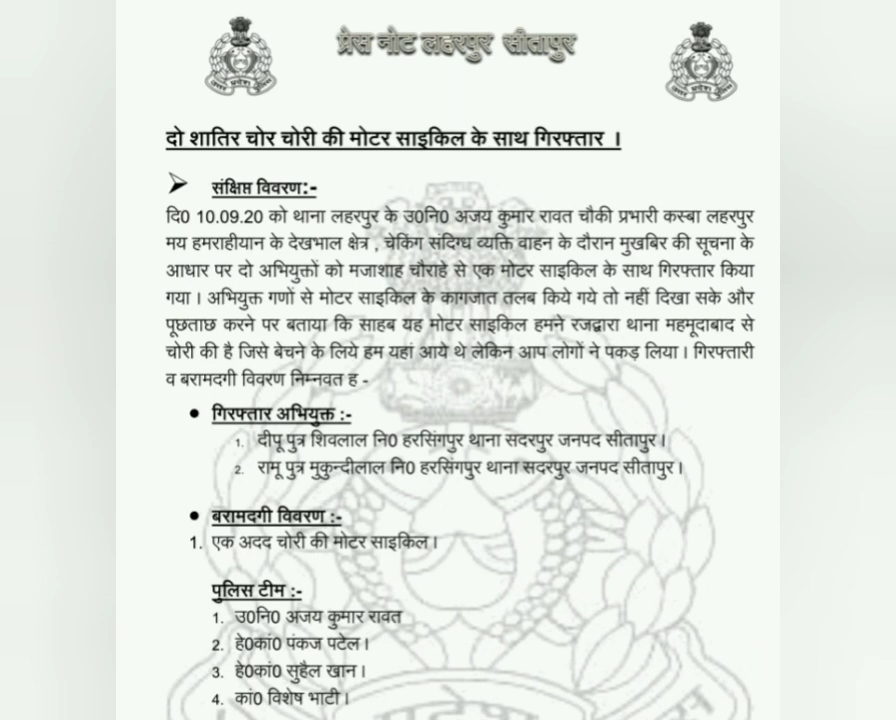 प्रेस नोट लहरपुर सीतापुर
दो शातिर चोर चोरी की मोटर साइकिल के साथ गिरफ्तार ।
➢ संक्षिप्त विवरण:-
दि0 10.09.20 को थाना लहरपुर के उ0नि0 अजय कुमार रावत चौकी प्रभारी कस्बा लहरपुर
मय हमराहीयान के देखभाल क्षेत्र , चेकिंग संदिग्ध व्यक्ति वाहन के दौरान मुखबिर की सूचना के
आधार पर दो अभियुक्तों को मजाशाह चौराहे से एक मोटर साइकिल के साथ गिरफ्तार किया
गया । अभियुक्त गणों से मोटर साइकिल के कागजात तलब किये गये तो नहीं दिखा सके और
पूछताछ करने पर बताया कि साहब यह मोटर साइकिल हमने रजद्वारा थाना महमूदाबाद से
चोरी की है जिसे बेचने के लिये हम यहां आये थे लेकिन आप लोगों ने पकड़ लिया । गिरफ्तारी
व बरामदगी विवरण निम्नवत ह -
• गिरफ्तार अभियुक्त :-
1. दीपू पुत्र शिवलाल नि0 हरसिंगपुर थाना सदरपुर जनपद सीतापुर ।
2. रामू पुत्र मुकुन्दीलाल नि0 हरसिंगपुर थाना सदरपुर जनपद सीतापुर ।
• बरामदगी विवरण :-
1. एक अदद चोरी की मोटर साइकिल ।
पुलिस टीम :-
1. उ0नि0 अजय कुमार रावत
2. हे0कां0 पंकज पटेल ।
3. हे0कां0 सुहैल खान ।
4. कां0 विशेष भाटी ।